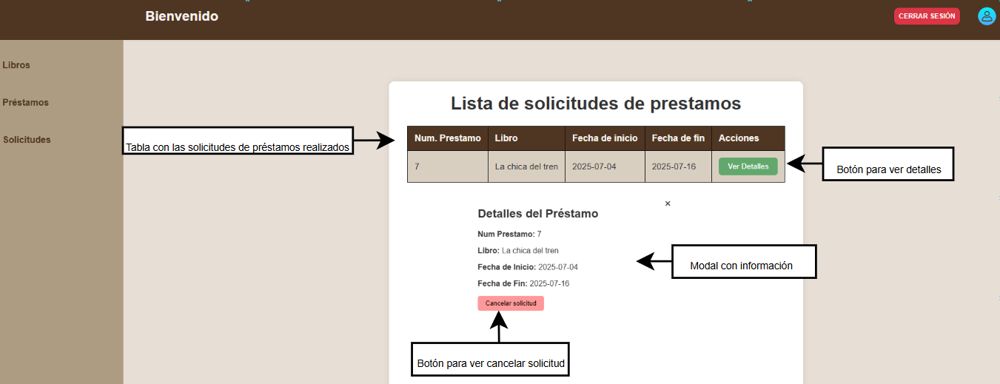 Bienvenido
CERRAR SESIÓN
Libros
Préstamos
Solicitudes
Lista de solicitudes de prestamos
Tabla con las solicitudes de préstamos realizados
Num. Prestamo Libro Fecha de inicio Fecha de fin Acciones
7 La chica del tren 2025-07-04 2025-07-16 Ver Detalles
Botón para ver detalles
×
Detalles del Préstamo
Num Prestamo: 7
Libro: La chica del tren
Fecha de Inicio: 2025-07-04
Fecha de Fin: 2025-07-16
Modal con información
Cancelar solicitud
Botón para ver cancelar solicitud